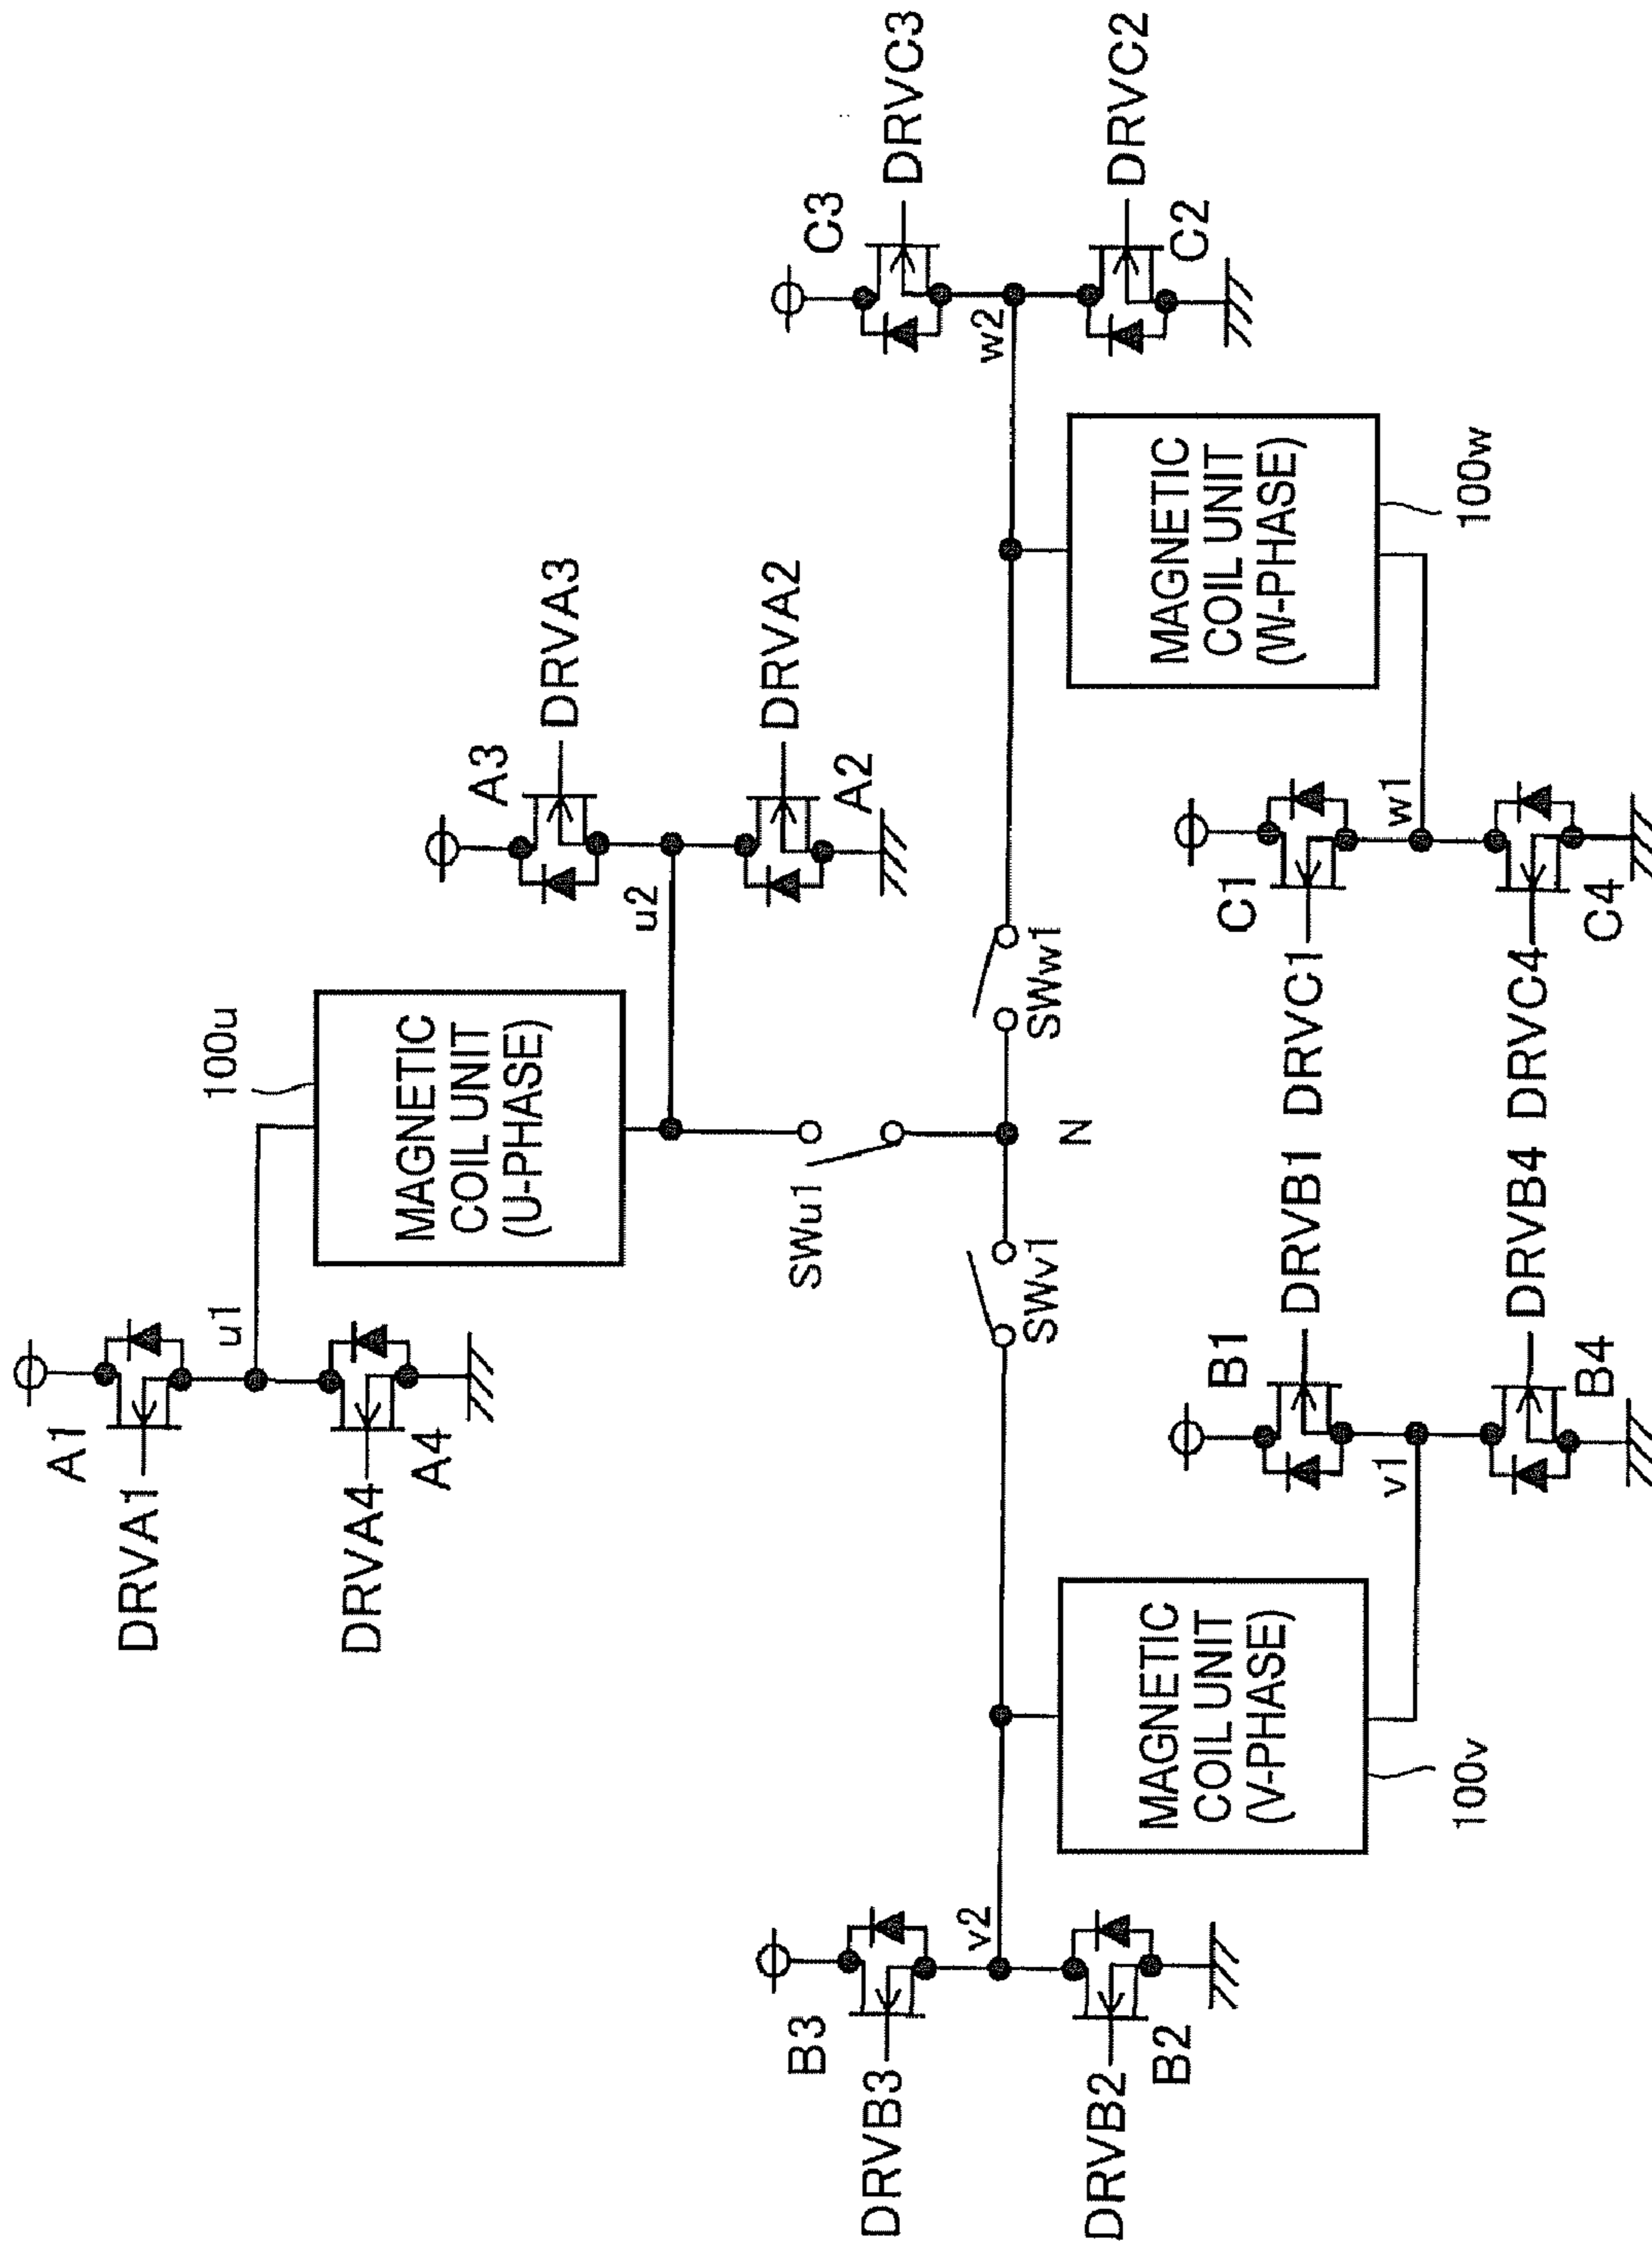 A1
DRVA1
u1
DRVA4
A4
100u
MAGNETIC
COIL UNIT
(U-PHASE)
A3
DRVA3
u2
DRVA2
A2
SWu1
SWv1
N
SWw1
B3
DRVB3
v2
DRVB2
B2
MAGNETIC
COIL UNIT
(V-PHASE)
100v
B1
DRVB1
v1
DRVB4
B4
C1
DRVC1
w1
DRVC4
C4
MAGNETIC
COIL UNIT
(W-PHASE)
100w
C3
DRVC3
w2
DRVC2
C2